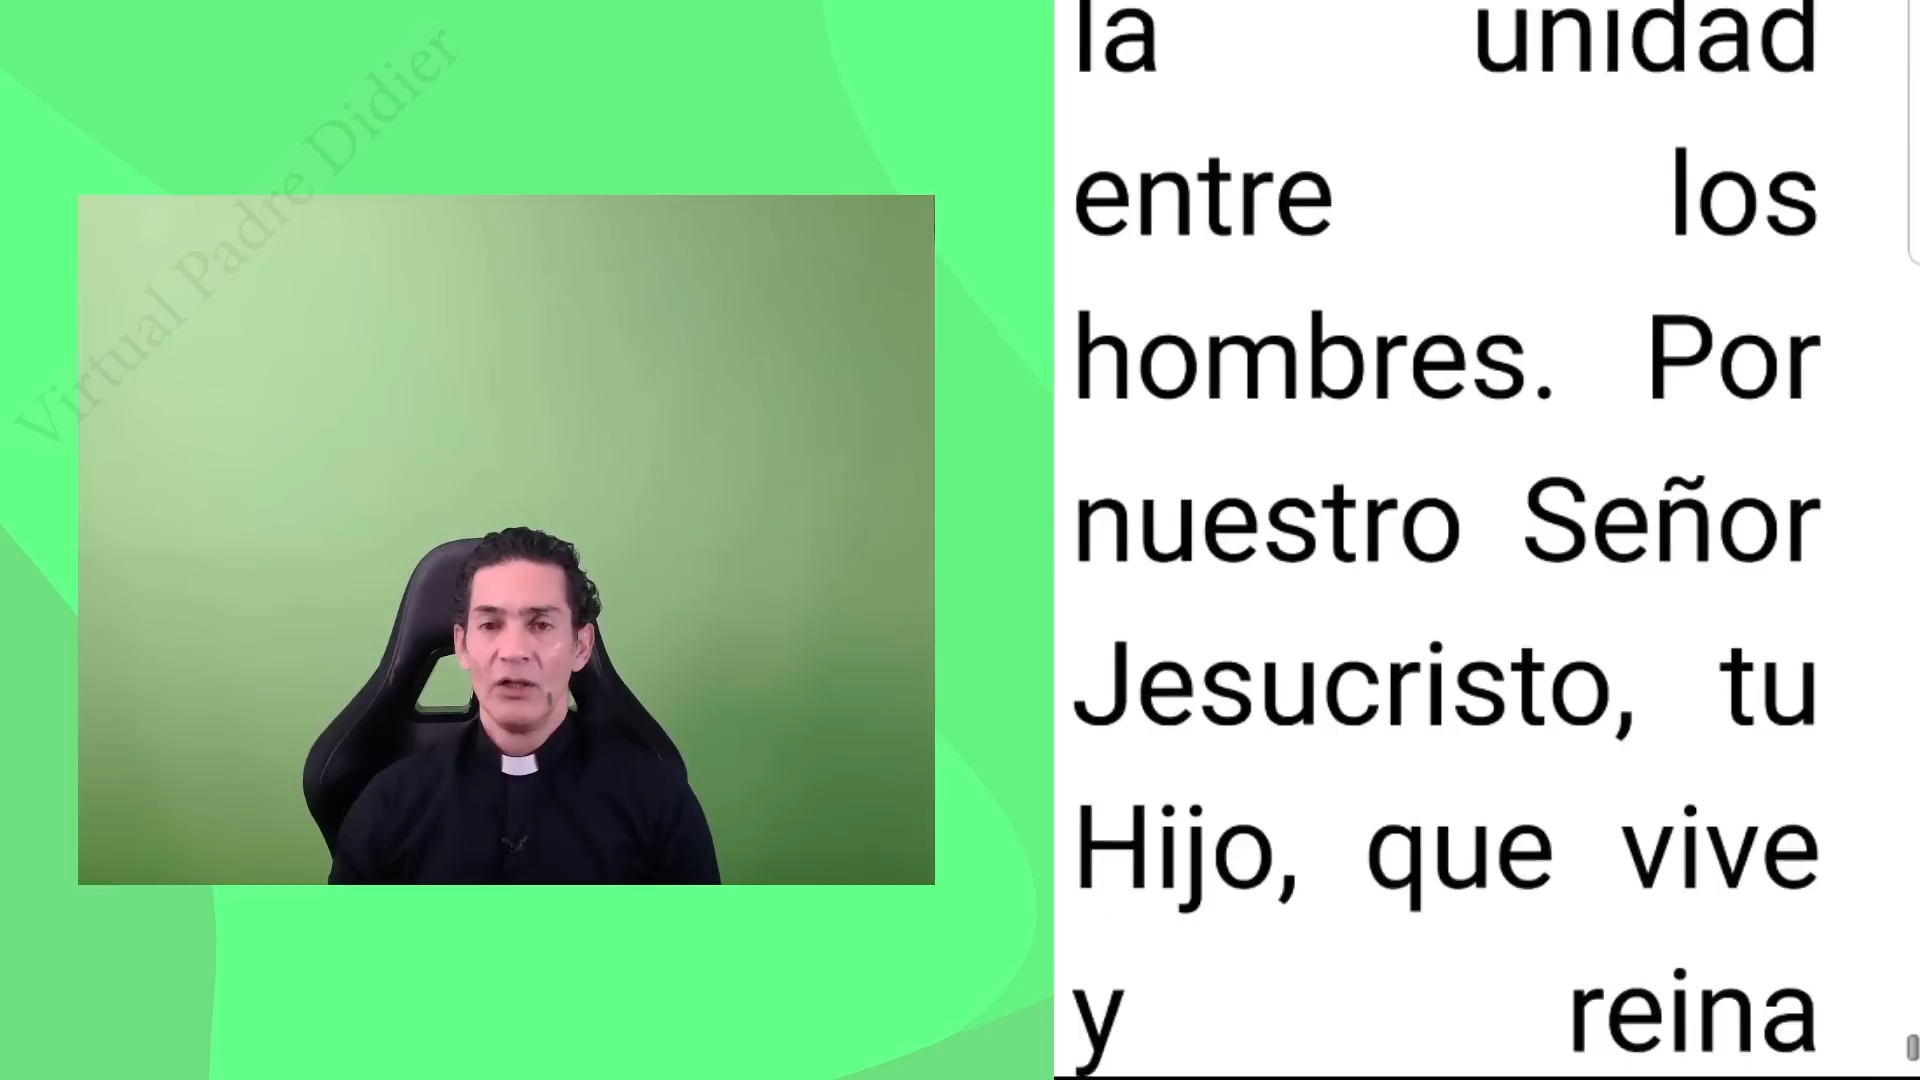 Virtual Padre Didier
la unidad
entre los
hombres. Por
nuestro Señor
Jesucristo, tu
Hijo, que vive
y reina